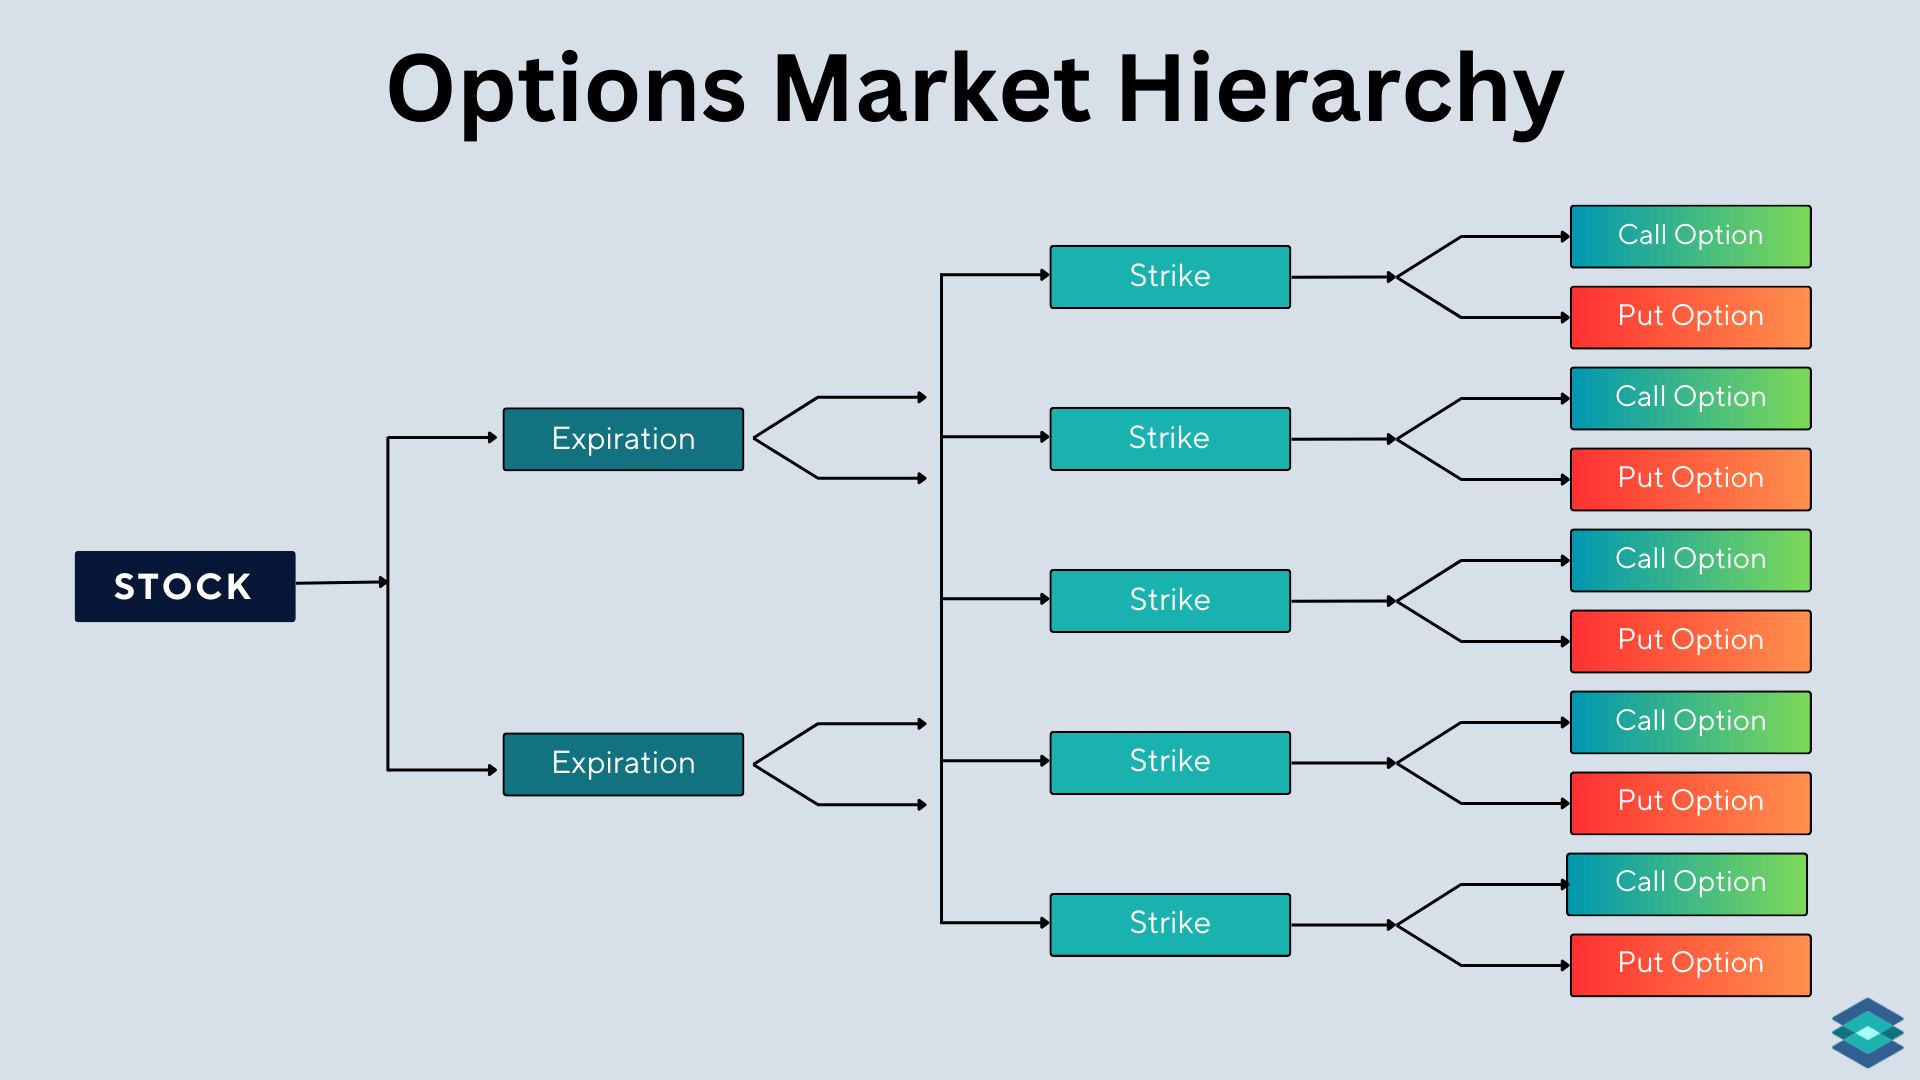 Options Market Hierarchy
STOCK
Expiration
Expiration
Strike
Strike
Strike
Strike
Strike
Call Option
Put Option
Call Option
Put Option
Call Option
Put Option
Call Option
Put Option
Call Option
Put Option